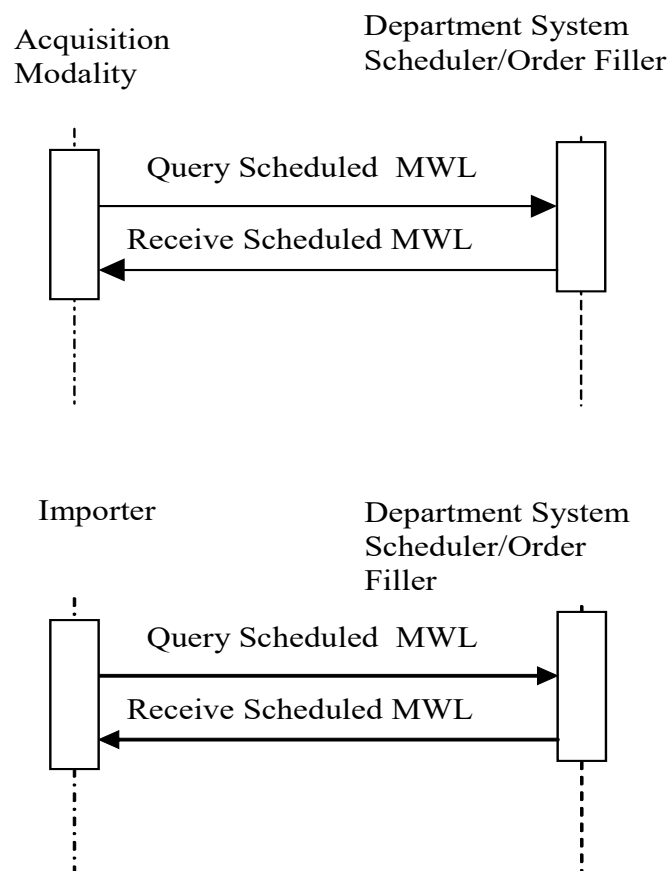 Acquisition
Modality
Department System
Scheduler/Order Filler
Query Scheduled  MWL
Receive Scheduled MWL
Importer
Department System
Scheduler/Order
Filler
Query Scheduled  MWL
Receive Scheduled MWL